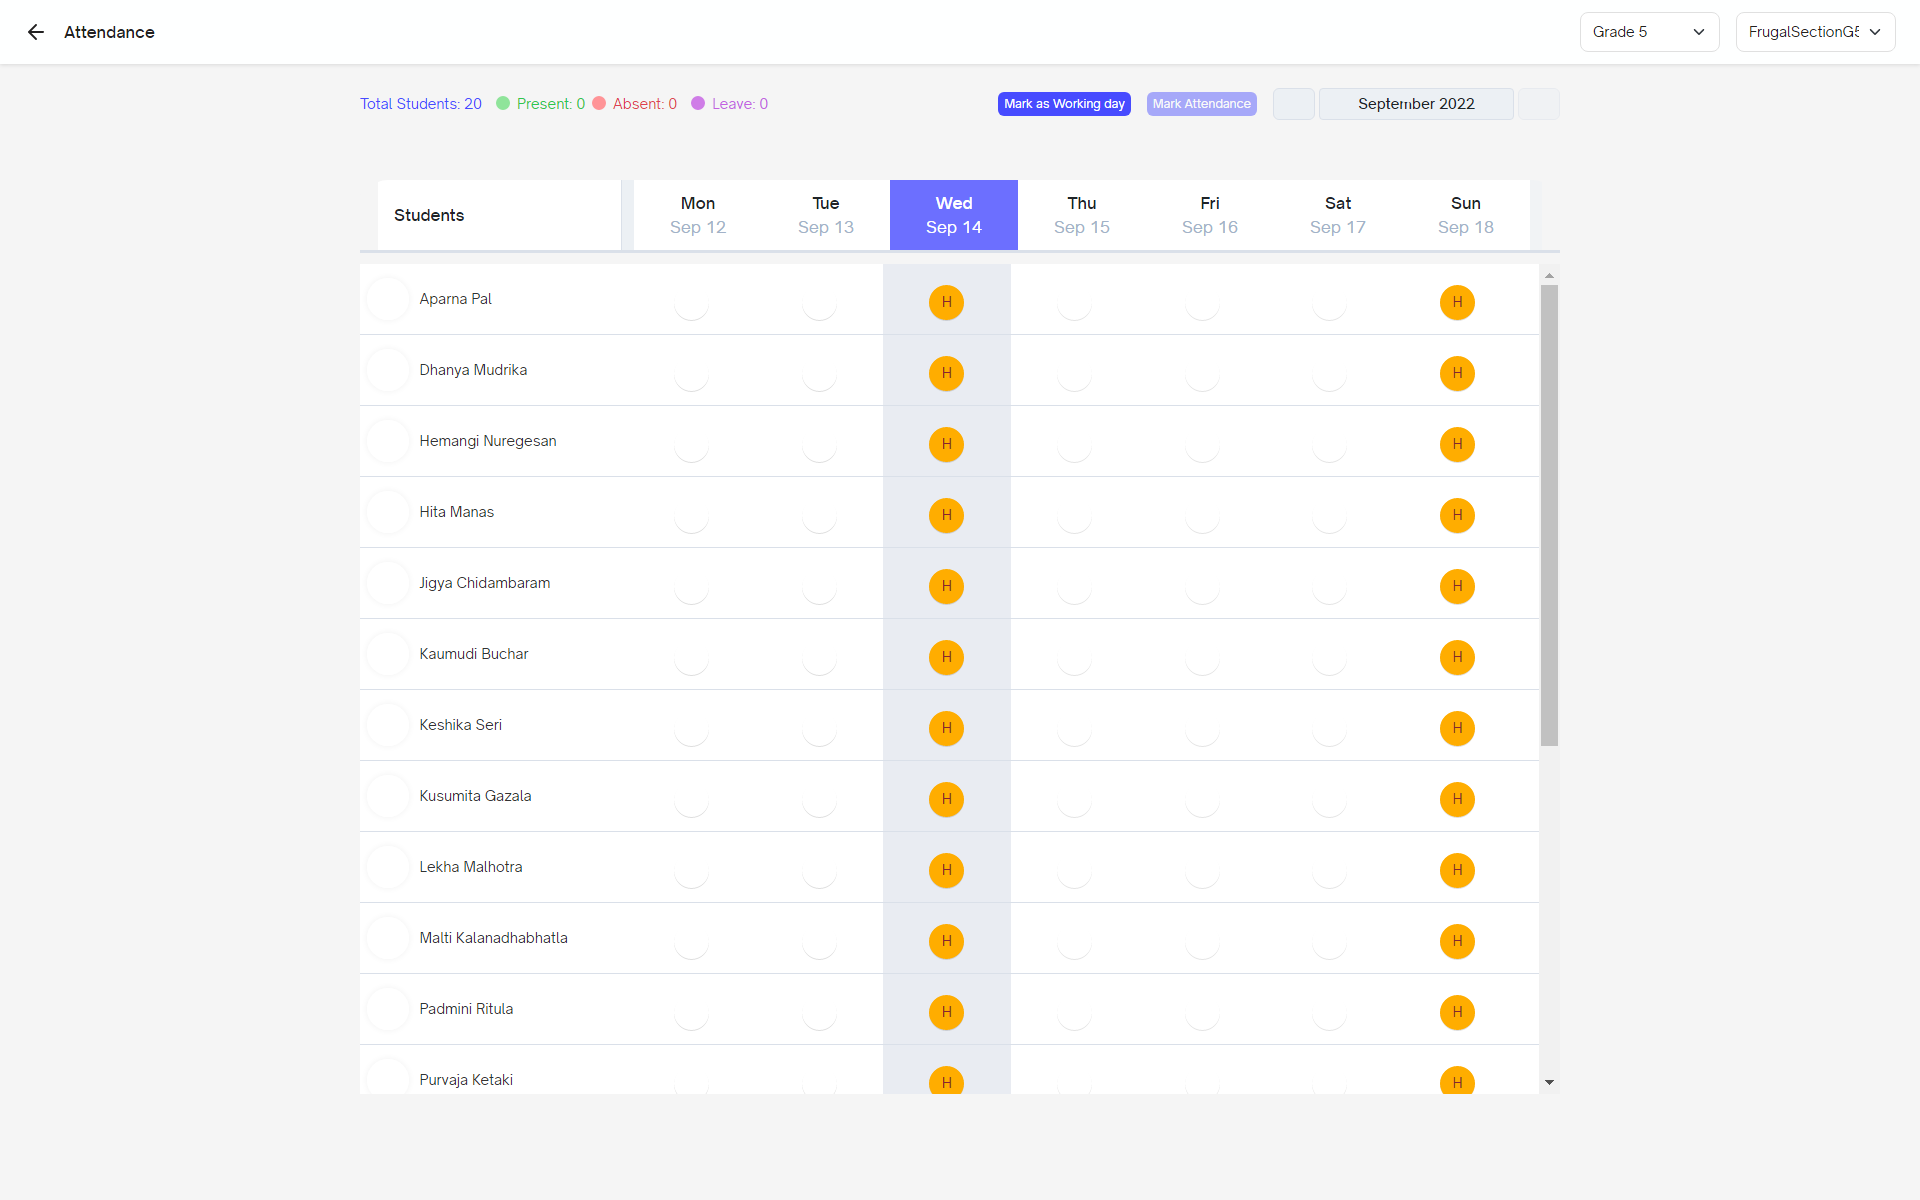 Attendance
Grade 5
FrugalSectionG5
Total Students: 20 Present: 0 Absent: 0 Leave: 0
Mark as Working day
Mark Attendance
September 2022
Students
Mon Tue Wed Thu Fri Sat Sun
Sep 12 Sep 13 Sep 14 Sep 15 Sep 16 Sep 17 Sep 18
Aparna Pal H H
Dhanya Mudrika H H
Hemangi Nuregesan H H
Hita Manas H H
Jigya Chidambaram H H
Kaumudi Buchar H H
Keshika Seri H H
Kusumita Gazala H H
Lekha Malhotra H H
Malti Kalanadhabhatla H H
Padmini Ritula H H
Purvaja Ketaki H H